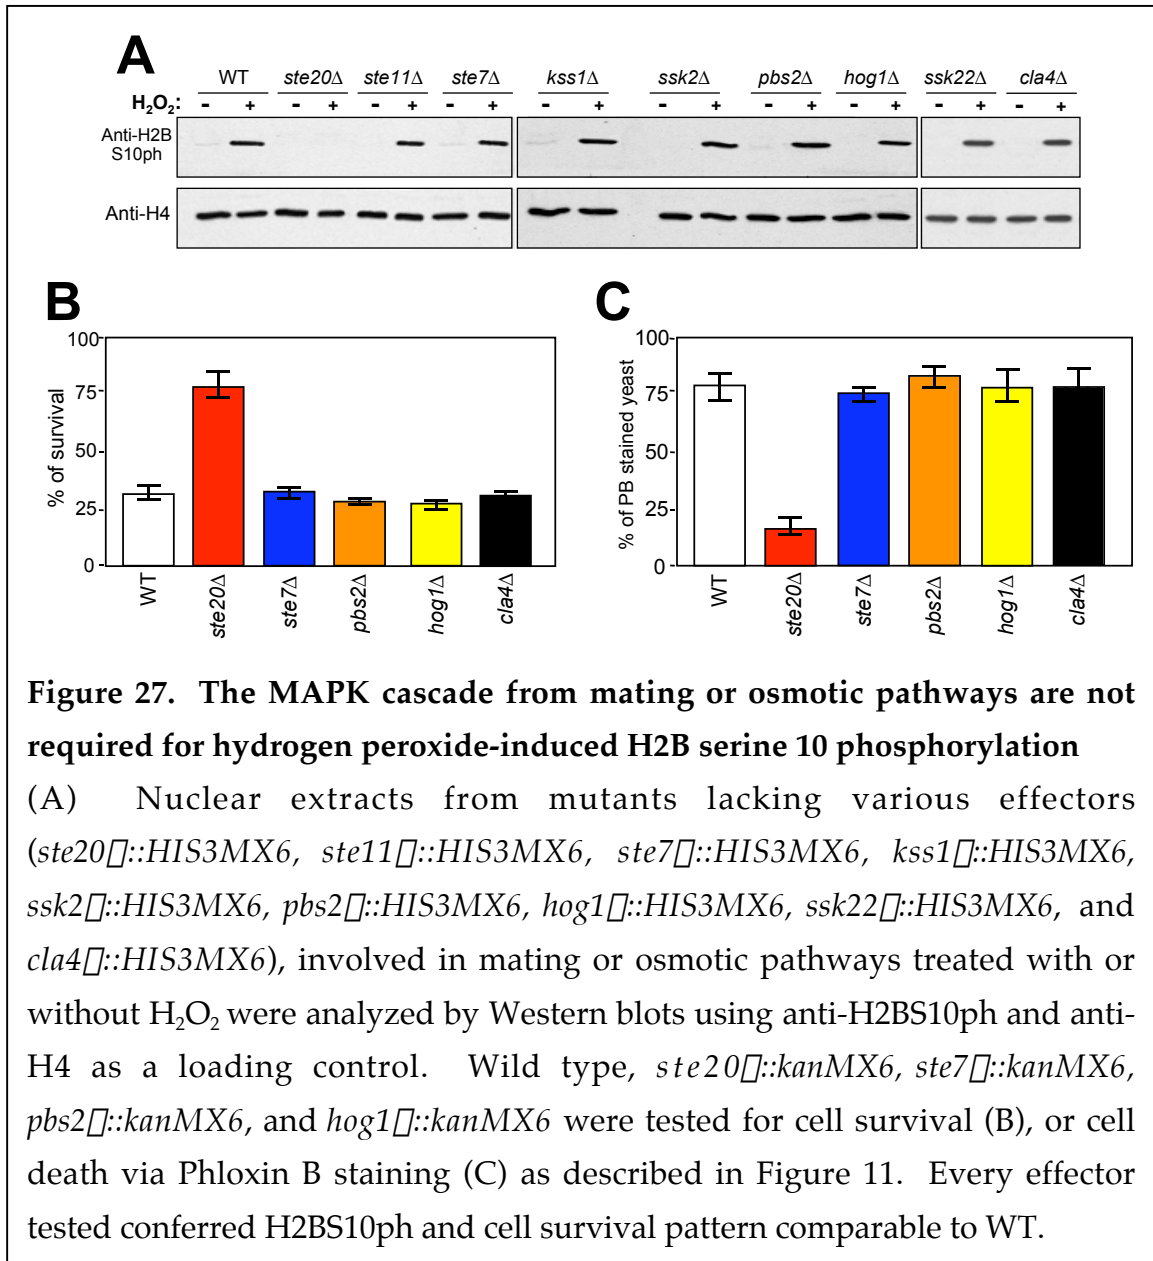 A
WT ste20Δ ste11Δ ste7Δ kss1Δ ssk2Δ pbs2Δ hog1Δ ssk22Δ cla4Δ
H₂O₂: - + - + - + - + - + - + - + - + - + - +
Anti-H2B
S10ph
Anti-H4
B
% of survival
100
75
50
25
0
WT ste20Δ ste7Δ pbs2Δ hog1Δ cla4Δ
C
% of PB stained yeast
100
75
50
25
0
WT ste20Δ ste7Δ pbs2Δ hog1Δ cla4Δ
Figure 27. The MAPK cascade from mating or osmotic pathways are not
required for hydrogen peroxide-induced H2B serine 10 phosphorylation
(A) Nuclear extracts from mutants lacking various effectors
(ste20▯::HIS3MX6, ste11▯::HIS3MX6, ste7▯::HIS3MX6, kss1▯::HIS3MX6,
ssk2▯::HIS3MX6, pbs2▯::HIS3MX6, hog1▯::HIS3MX6, ssk22▯::HIS3MX6, and
cla4▯::HIS3MX6), involved in mating or osmotic pathways treated with or
without H₂O₂ were analyzed by Western blots using anti-H2BS10ph and anti-
H4 as a loading control. Wild type, ste20▯::kanMX6, ste7▯::kanMX6,
pbs2▯::kanMX6, and hog1▯::kanMX6 were tested for cell survival (B), or cell
death via Phloxin B staining (C) as described in Figure 11. Every effector
tested conferred H2BS10ph and cell survival pattern comparable to WT.